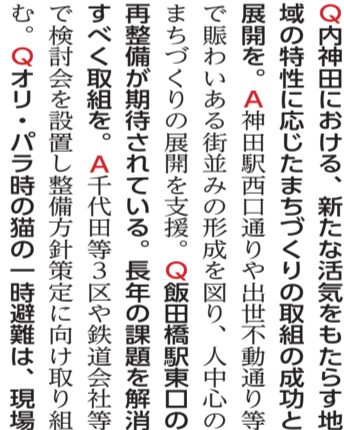 Q内神田における、新たな活気をもたらす地
域の特性に応じたまちづくりの取組の成功と
展開を。A神田駅西口通りや出世不動通り等
で賑わいある街並みの形成を図り、人中心の
まちづくりの展開を支援。Q飯田橋駅東口の
再整備が期待されている。長年の課題を解消
すべく取組を。A千代田等3区や鉄道会社等
で検討会を設置し整備方針策定に向け取り組
む。Qオリ・パラ時の猫の一時避難は、現場